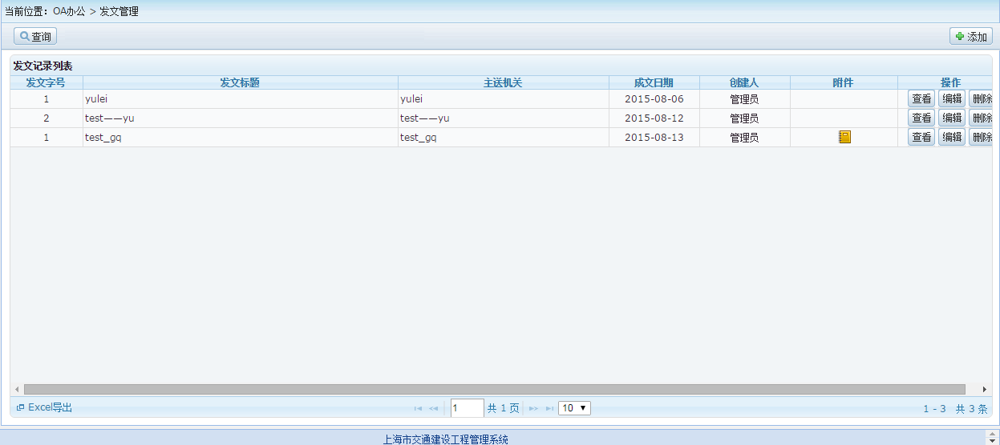 当前位置：OA办公 > 发文管理
查询 添加
发文记录列表
发文字号 发文标题 主送机关 成文日期 创建人 附件 操作
1 yulei yulei 2015-08-06 管理员 查看 编辑 删除
2 test——yu test——yu 2015-08-12 管理员 查看 编辑 删除
1 test_gq test_gq 2015-08-13 管理员 查看 编辑 删除
Excel导出 1 共 1 页 10 1 - 3 共 3 条
上海市交通建设工程管理系统